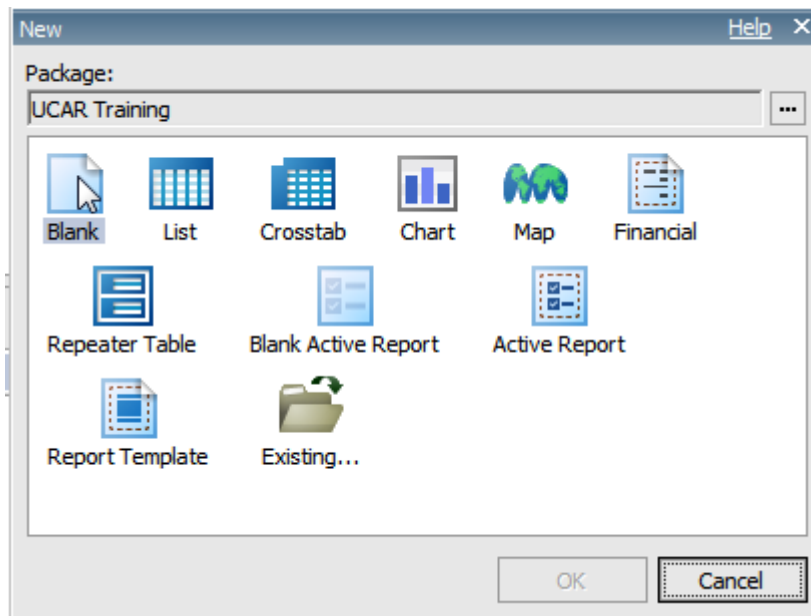 New Help
Package:
UCAR Training
...
Blank List Crosstab Chart Map Financial
Repeater Table Blank Active Report Active Report
Report Template Existing...
OK Cancel